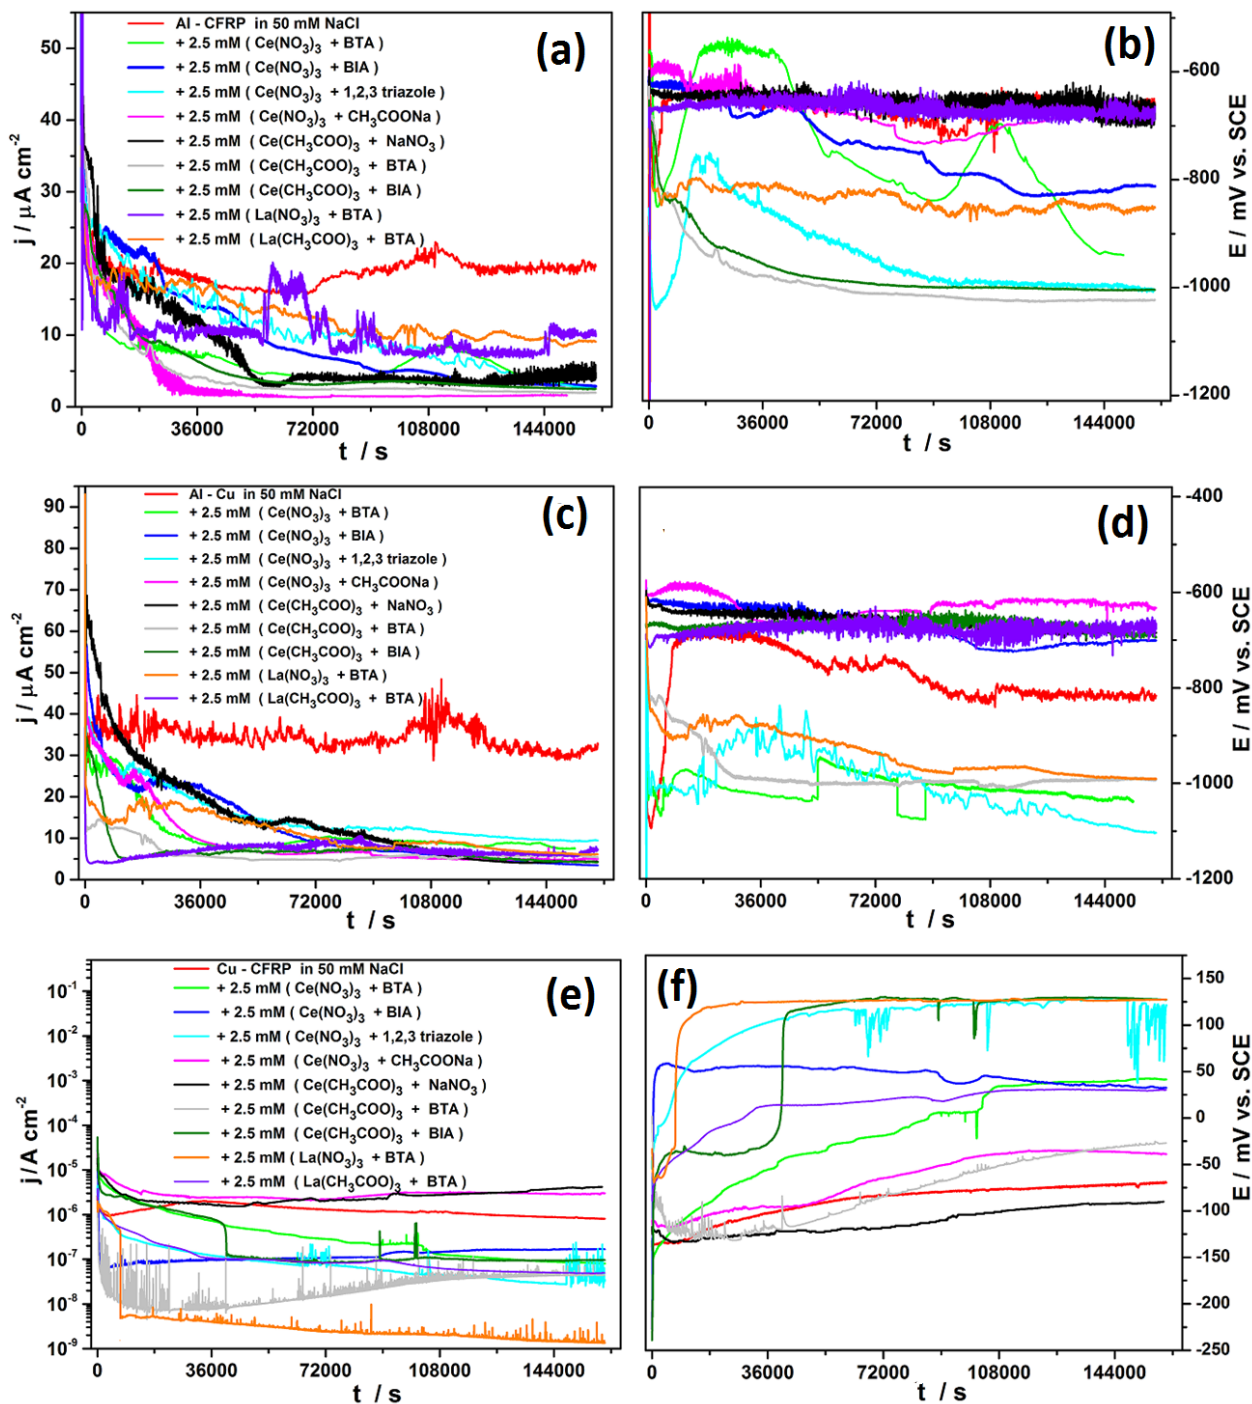 (a)
j / μA cm⁻²
50
40
30
20
10
0
Al - CFRP in 50 mM NaCl
+ 2.5 mM ( Ce(NO₃)₃ + BTA)
+ 2.5 mM ( Ce(NO₃)₃ + BIA)
+ 2.5 mM ( Ce(NO₃)₃ + 1,2,3 triazole)
+ 2.5 mM ( Ce(NO₃)₃ + CH₃COONa)
+ 2.5 mM ( Ce(CH₃COO)₃ + NaNO₃)
+ 2.5 mM ( Ce(CH₃COO)₃ + BTA)
+ 2.5 mM ( Ce(CH₃COO)₃ + BIA)
+ 2.5 mM ( La(NO₃)₃ + BTA)
+ 2.5 mM ( La(CH₃COO)₃ + BTA)
0 36000 72000 108000 144000
t / s
(b)
-600
-800
-1000
-1200
E / mV vs. SCE
0 36000 72000 108000 144000
t / s
(c)
j / μA cm⁻²
90
80
70
60
50
40
30
20
10
0
Al - Cu in 50 mM NaCl
+ 2.5 mM ( Ce(NO₃)₃ + BTA)
+ 2.5 mM ( Ce(NO₃)₃ + BIA)
+ 2.5 mM ( Ce(NO₃)₃ + 1,2,3 triazole)
+ 2.5 mM ( Ce(NO₃)₃ + CH₃COONa)
+ 2.5 mM ( Ce(CH₃COO)₃ + NaNO₃)
+ 2.5 mM ( Ce(CH₃COO)₃ + BTA)
+ 2.5 mM ( Ce(CH₃COO)₃ + BIA)
+ 2.5 mM ( La(NO₃)₃ + BTA)
+ 2.5 mM ( La(CH₃COO)₃ + BTA)
0 36000 72000 108000 144000
t / s
(d)
-400
-600
-800
-1000
-1200
E / mV vs. SCE
0 36000 72000 108000 144000
t / s
(e)
j / A cm⁻²
10⁻¹
10⁻²
10⁻³
10⁻⁴
10⁻⁵
10⁻⁶
10⁻⁷
10⁻⁸
10⁻⁹
Cu - CFRP in 50 mM NaCl
+ 2.5 mM ( Ce(NO₃)₃ + BTA)
+ 2.5 mM ( Ce(NO₃)₃ + BIA)
+ 2.5 mM ( Ce(NO₃)₃ + 1,2,3 triazole)
+ 2.5 mM ( Ce(NO₃)₃ + CH₃COONa)
+ 2.5 mM ( Ce(CH₃COO)₃ + NaNO₃)
+ 2.5 mM ( Ce(CH₃COO)₃ + BTA)
+ 2.5 mM ( Ce(CH₃COO)₃ + BIA)
+ 2.5 mM ( La(NO₃)₃ + BTA)
+ 2.5 mM ( La(CH₃COO)₃ + BTA)
0 36000 72000 108000 144000
t / s
(f)
150
100
50
0
-50
-100
-150
-200
-250
E / mV vs. SCE
0 36000 72000 108000 144000
t / s